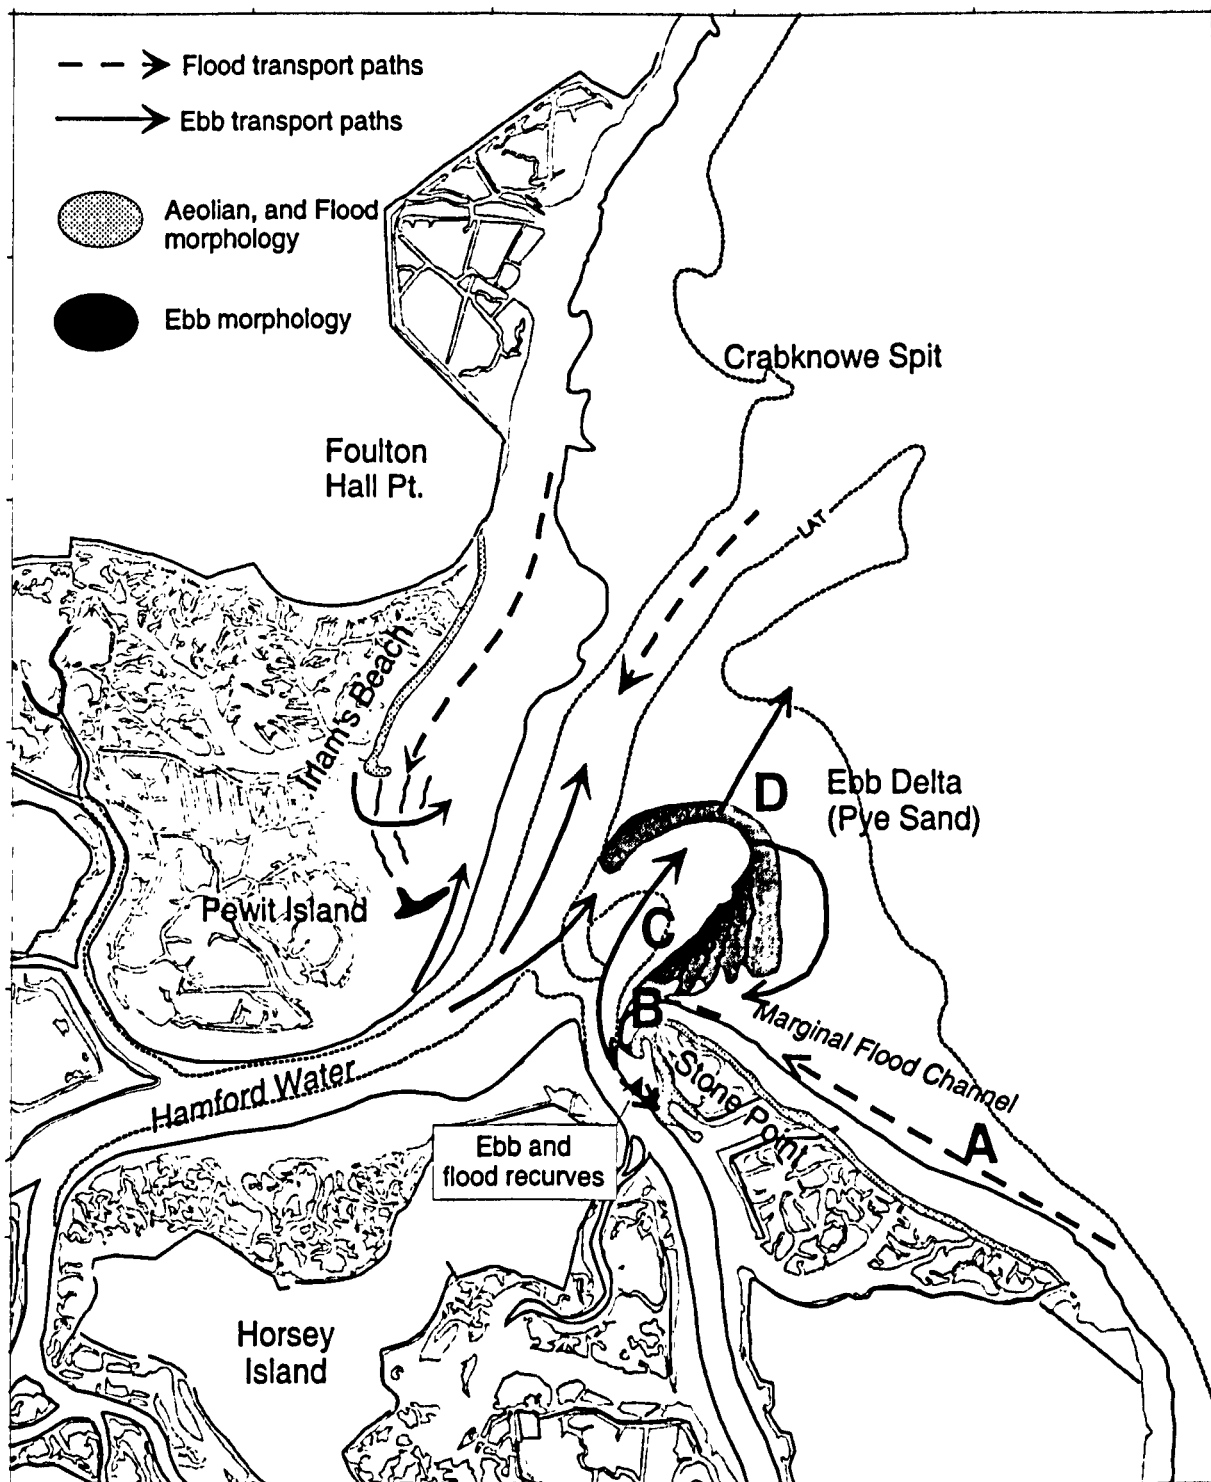 Flood transport paths
Ebb transport paths
Aeolian, and Flood
morphology
Ebb morphology
Crabknowe Spit
Foulton
Hall Pt.
LAT
Irlam's Beach
D
Ebb Delta
(Pye Sand)
Pewit Island
C
B
Marginal Flood Channel
Stone Point
A
Hamford Water
Ebb and
flood recurves
Horsey
Island